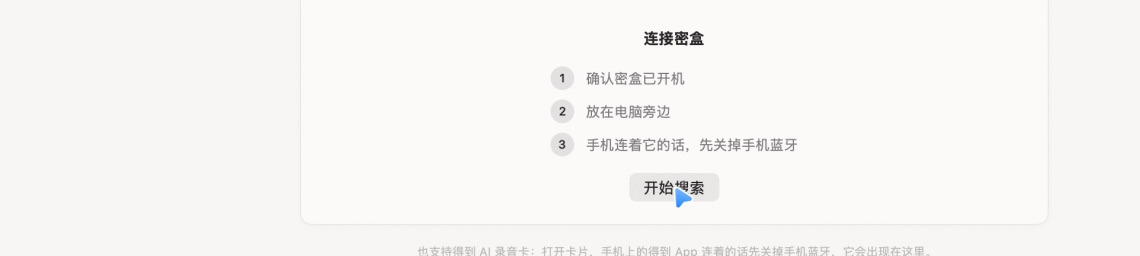 连接密盒
1 确认密盒已开机
2 放在电脑旁边
3 手机连着它的话，先关掉手机蓝牙
开始搜索
也支持得到 AI 录音卡：打开卡片，手机上的得到 App 连着的话先关掉手机蓝牙，它会出现在这里。